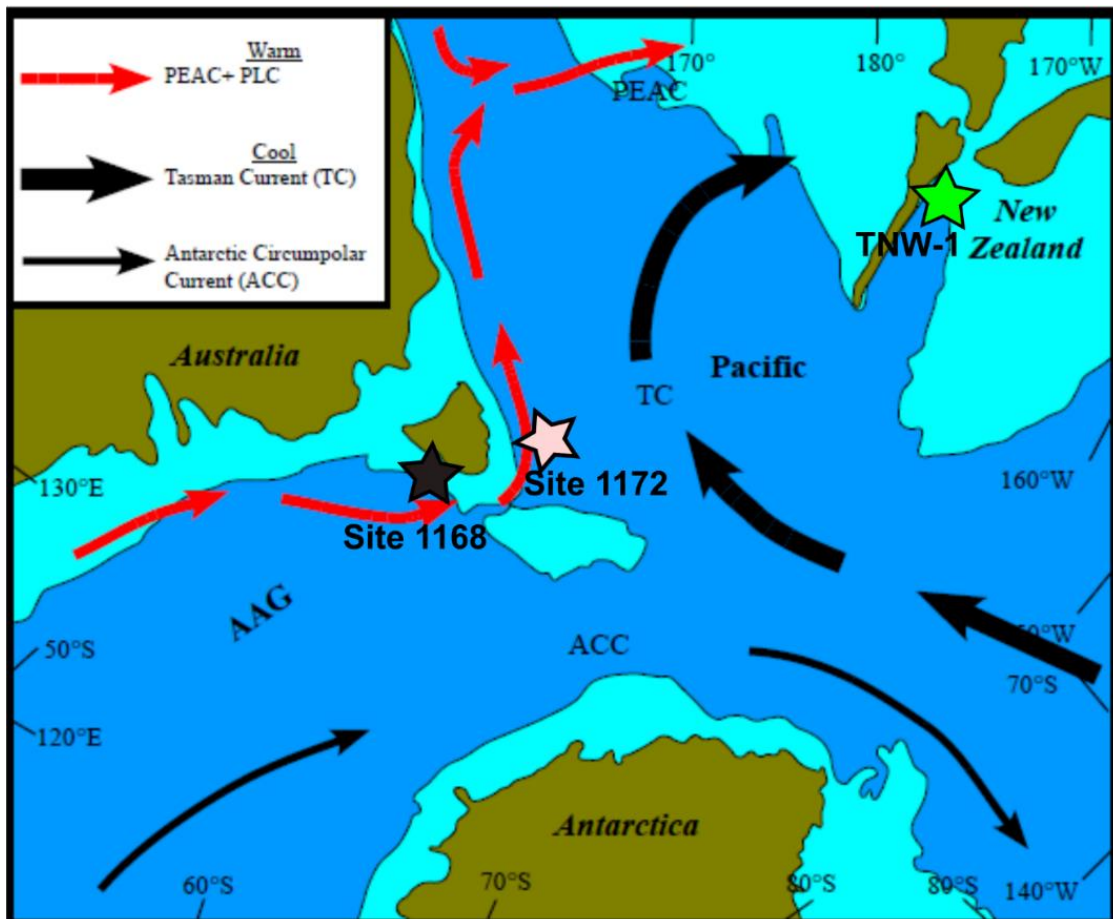 Warm
PEAC+ PLC
Cool
Tasman Current (TC)
Antarctic Circumpolar
Current (ACC)
170°
180°
170°W
PEAC
New
Zealand
TNW-1
Australia
Pacific
TC
130°E
Site 1172
160°W
Site 1168
AAG
ACC
50°S
°W
70°S
120°E
Antarctica
60°S
70°S
80°S
80°S
140°W